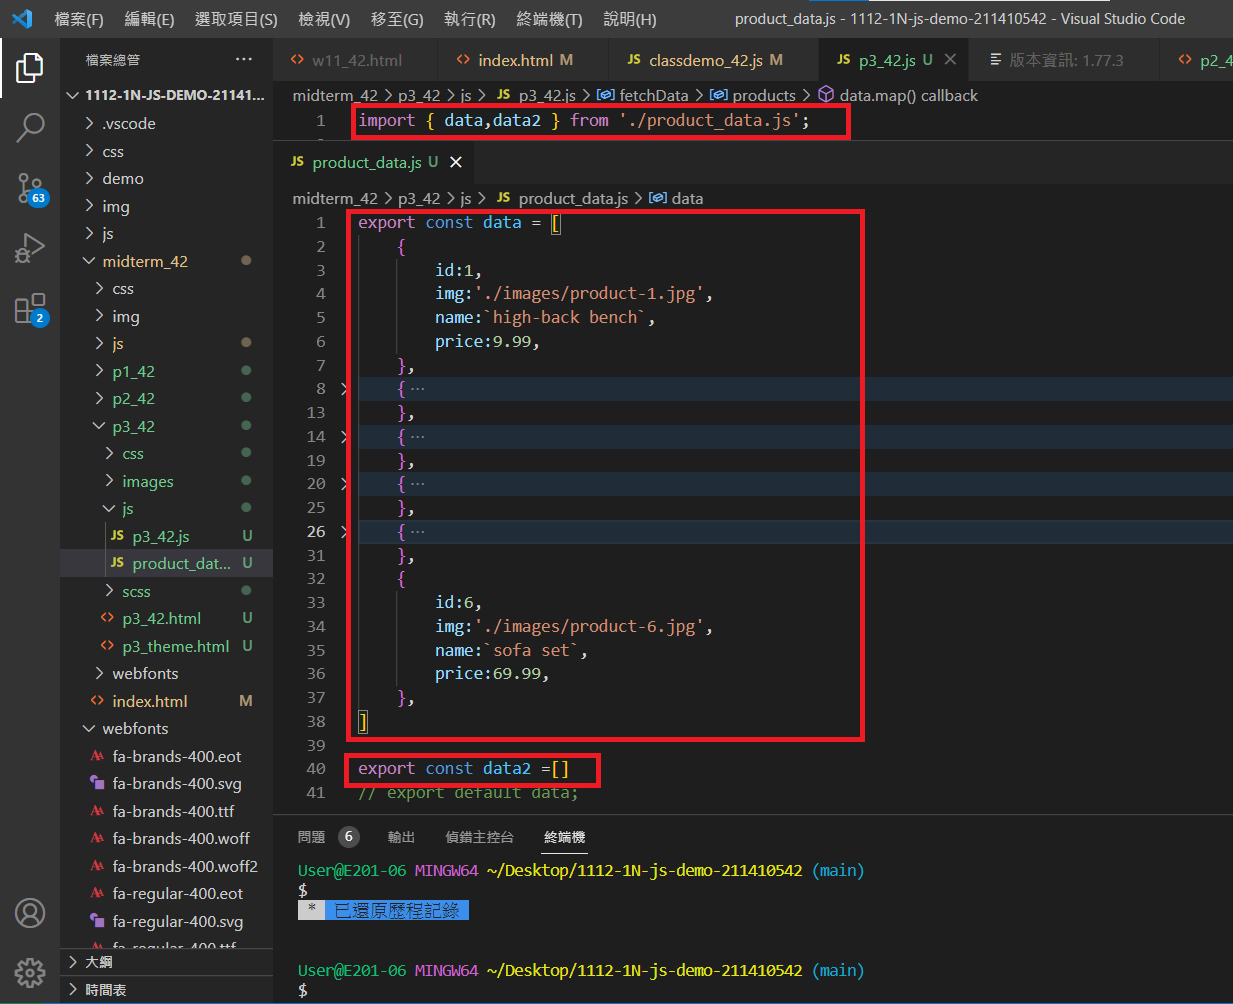 檔案(F) 編輯(E) 選取項目(S) 檢視(V) 移至(G) 執行(R) 終端機(T) 說明(H) product_data.js - 1112-1N-js-demo-211410542 - Visual Studio Code
檔案總管 ...
63
2
1112-1N-JS-DEMO-21141...
.vscode
css
demo
img
js
midterm_42
css
img
js
p1_42
p2_42
p3_42
css
images
js
JS p3_42.js U
JS product_dat... U
scss
<> p3_42.html U
<> p3_theme.html U
webfonts
<> index.html M
webfonts
fa-brands-400.eot
fa-brands-400.svg
fa-brands-400.ttf
fa-brands-400.woff
fa-brands-400.woff2
fa-regular-400.eot
fa-regular-400.svg
fa-regular-400.ttf
大綱
時間表
<> w11_42.html <> index.html M JS classdemo_42.js M JS p3_42.js U 版本資訊: 1.77.3 <> p2_4
midterm_42 > p3_42 > js > JS p3_42.js > fetchData > products > data.map() callback
1 import { data,data2 } from './product_data.js';
JS product_data.js U
midterm_42 > p3_42 > js > JS product_data.js > data
1 export const data = [
2 {
3 id:1,
4 img:'./images/product-1.jpg',
5 name:`high-back bench`,
6 price:9.99,
7 },
8 { ...
13 },
14 { ...
19 },
20 { ...
25 },
26 { ...
31 },
32 {
33 id:6,
34 img:'./images/product-6.jpg',
35 name:`sofa set`,
36 price:69.99,
37 },
38 ]
39
40 export const data2 =[]
41 // export default data;
問題 6 輸出 偵錯主控台 終端機
User@E201-06 MINGW64 ~/Desktop/1112-1N-js-demo-211410542 (main)
$
* 已還原歷程記錄
User@E201-06 MINGW64 ~/Desktop/1112-1N-js-demo-211410542 (main)
$